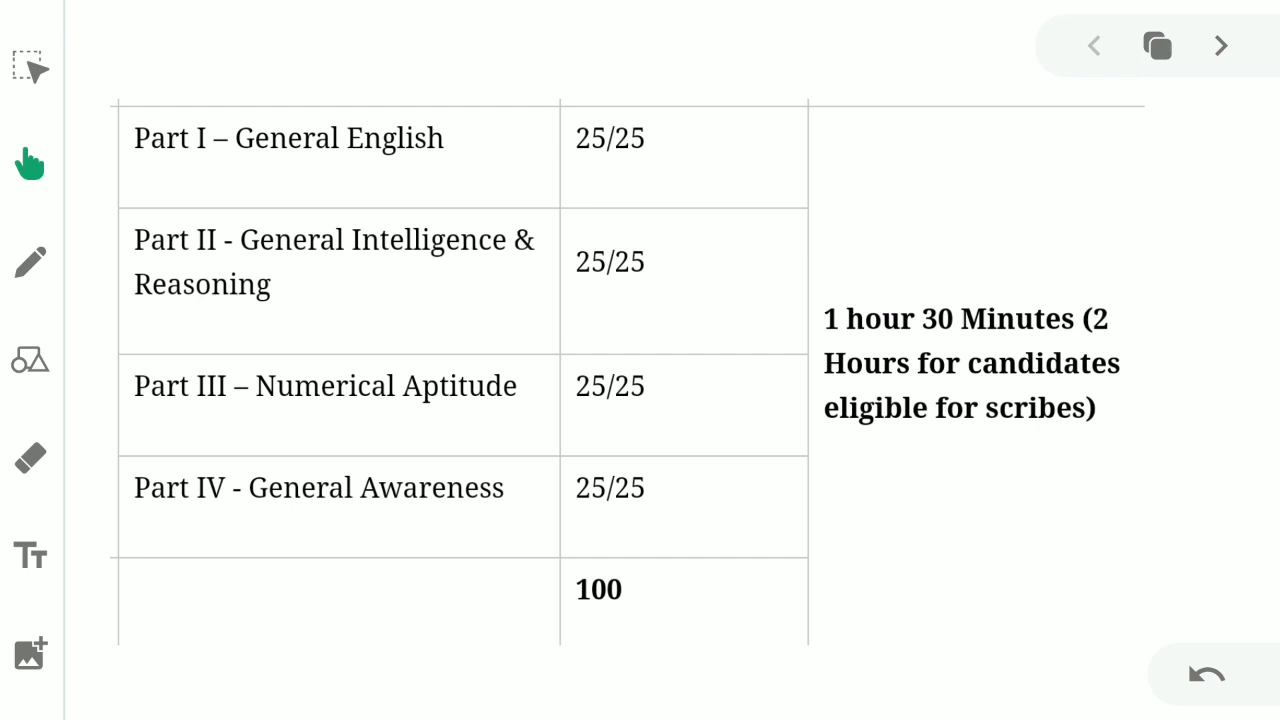 Part I – General English
25/25
Part II - General Intelligence &
Reasoning
25/25
1 hour 30 Minutes (2
Hours for candidates
eligible for scribes)
Part III – Numerical Aptitude
25/25
Part IV - General Awareness
25/25
100
TT